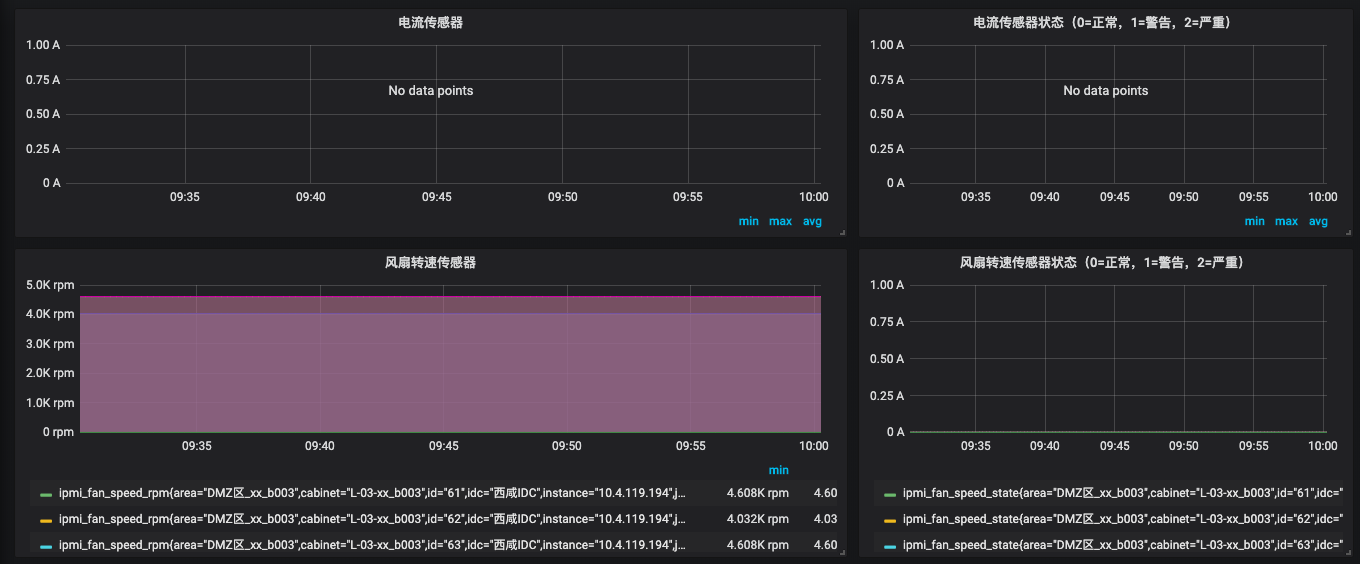 电流传感器
1.00 A
0.75 A
No data points
0.50 A
0.25 A
0 A
09:35 09:40 09:45 09:50 09:55 10:00
min max avg
电流传感器状态（0=正常，1=警告，2=严重）
1.00 A
0.75 A
No data points
0.50 A
0.25 A
0 A
09:35 09:40 09:45 09:50 09:55 10:00
min max avg
风扇转速传感器
5.0K rpm
4.0K rpm
3.0K rpm
2.0K rpm
1.0K rpm
0 rpm
09:35 09:40 09:45 09:50 09:55 10:00
min
ipmi_fan_speed_rpm{area="DMZ区_xx_b003",cabinet="L-03-xx_b003",id="61",idc="西咸IDC",instance="10.4.119.194",j... 4.608K rpm 4.60
ipmi_fan_speed_rpm{area="DMZ区_xx_b003",cabinet="L-03-xx_b003",id="62",idc="西咸IDC",instance="10.4.119.194",j... 4.032K rpm 4.03
ipmi_fan_speed_rpm{area="DMZ区_xx_b003",cabinet="L-03-xx_b003",id="63",idc="西咸IDC",instance="10.4.119.194",j... 4.608K rpm 4.60
风扇转速传感器状态（0=正常，1=警告，2=严重）
1.00 A
0.75 A
0.50 A
0.25 A
0 A
09:35 09:40 09:45 09:50 09:55 10:00
ipmi_fan_speed_state{area="DMZ区_xx_b003",cabinet="L-03-xx_b003",id="61",idc="
ipmi_fan_speed_state{area="DMZ区_xx_b003",cabinet="L-03-xx_b003",id="62",idc="
ipmi_fan_speed_state{area="DMZ区_xx_b003",cabinet="L-03-xx_b003",id="63",idc="